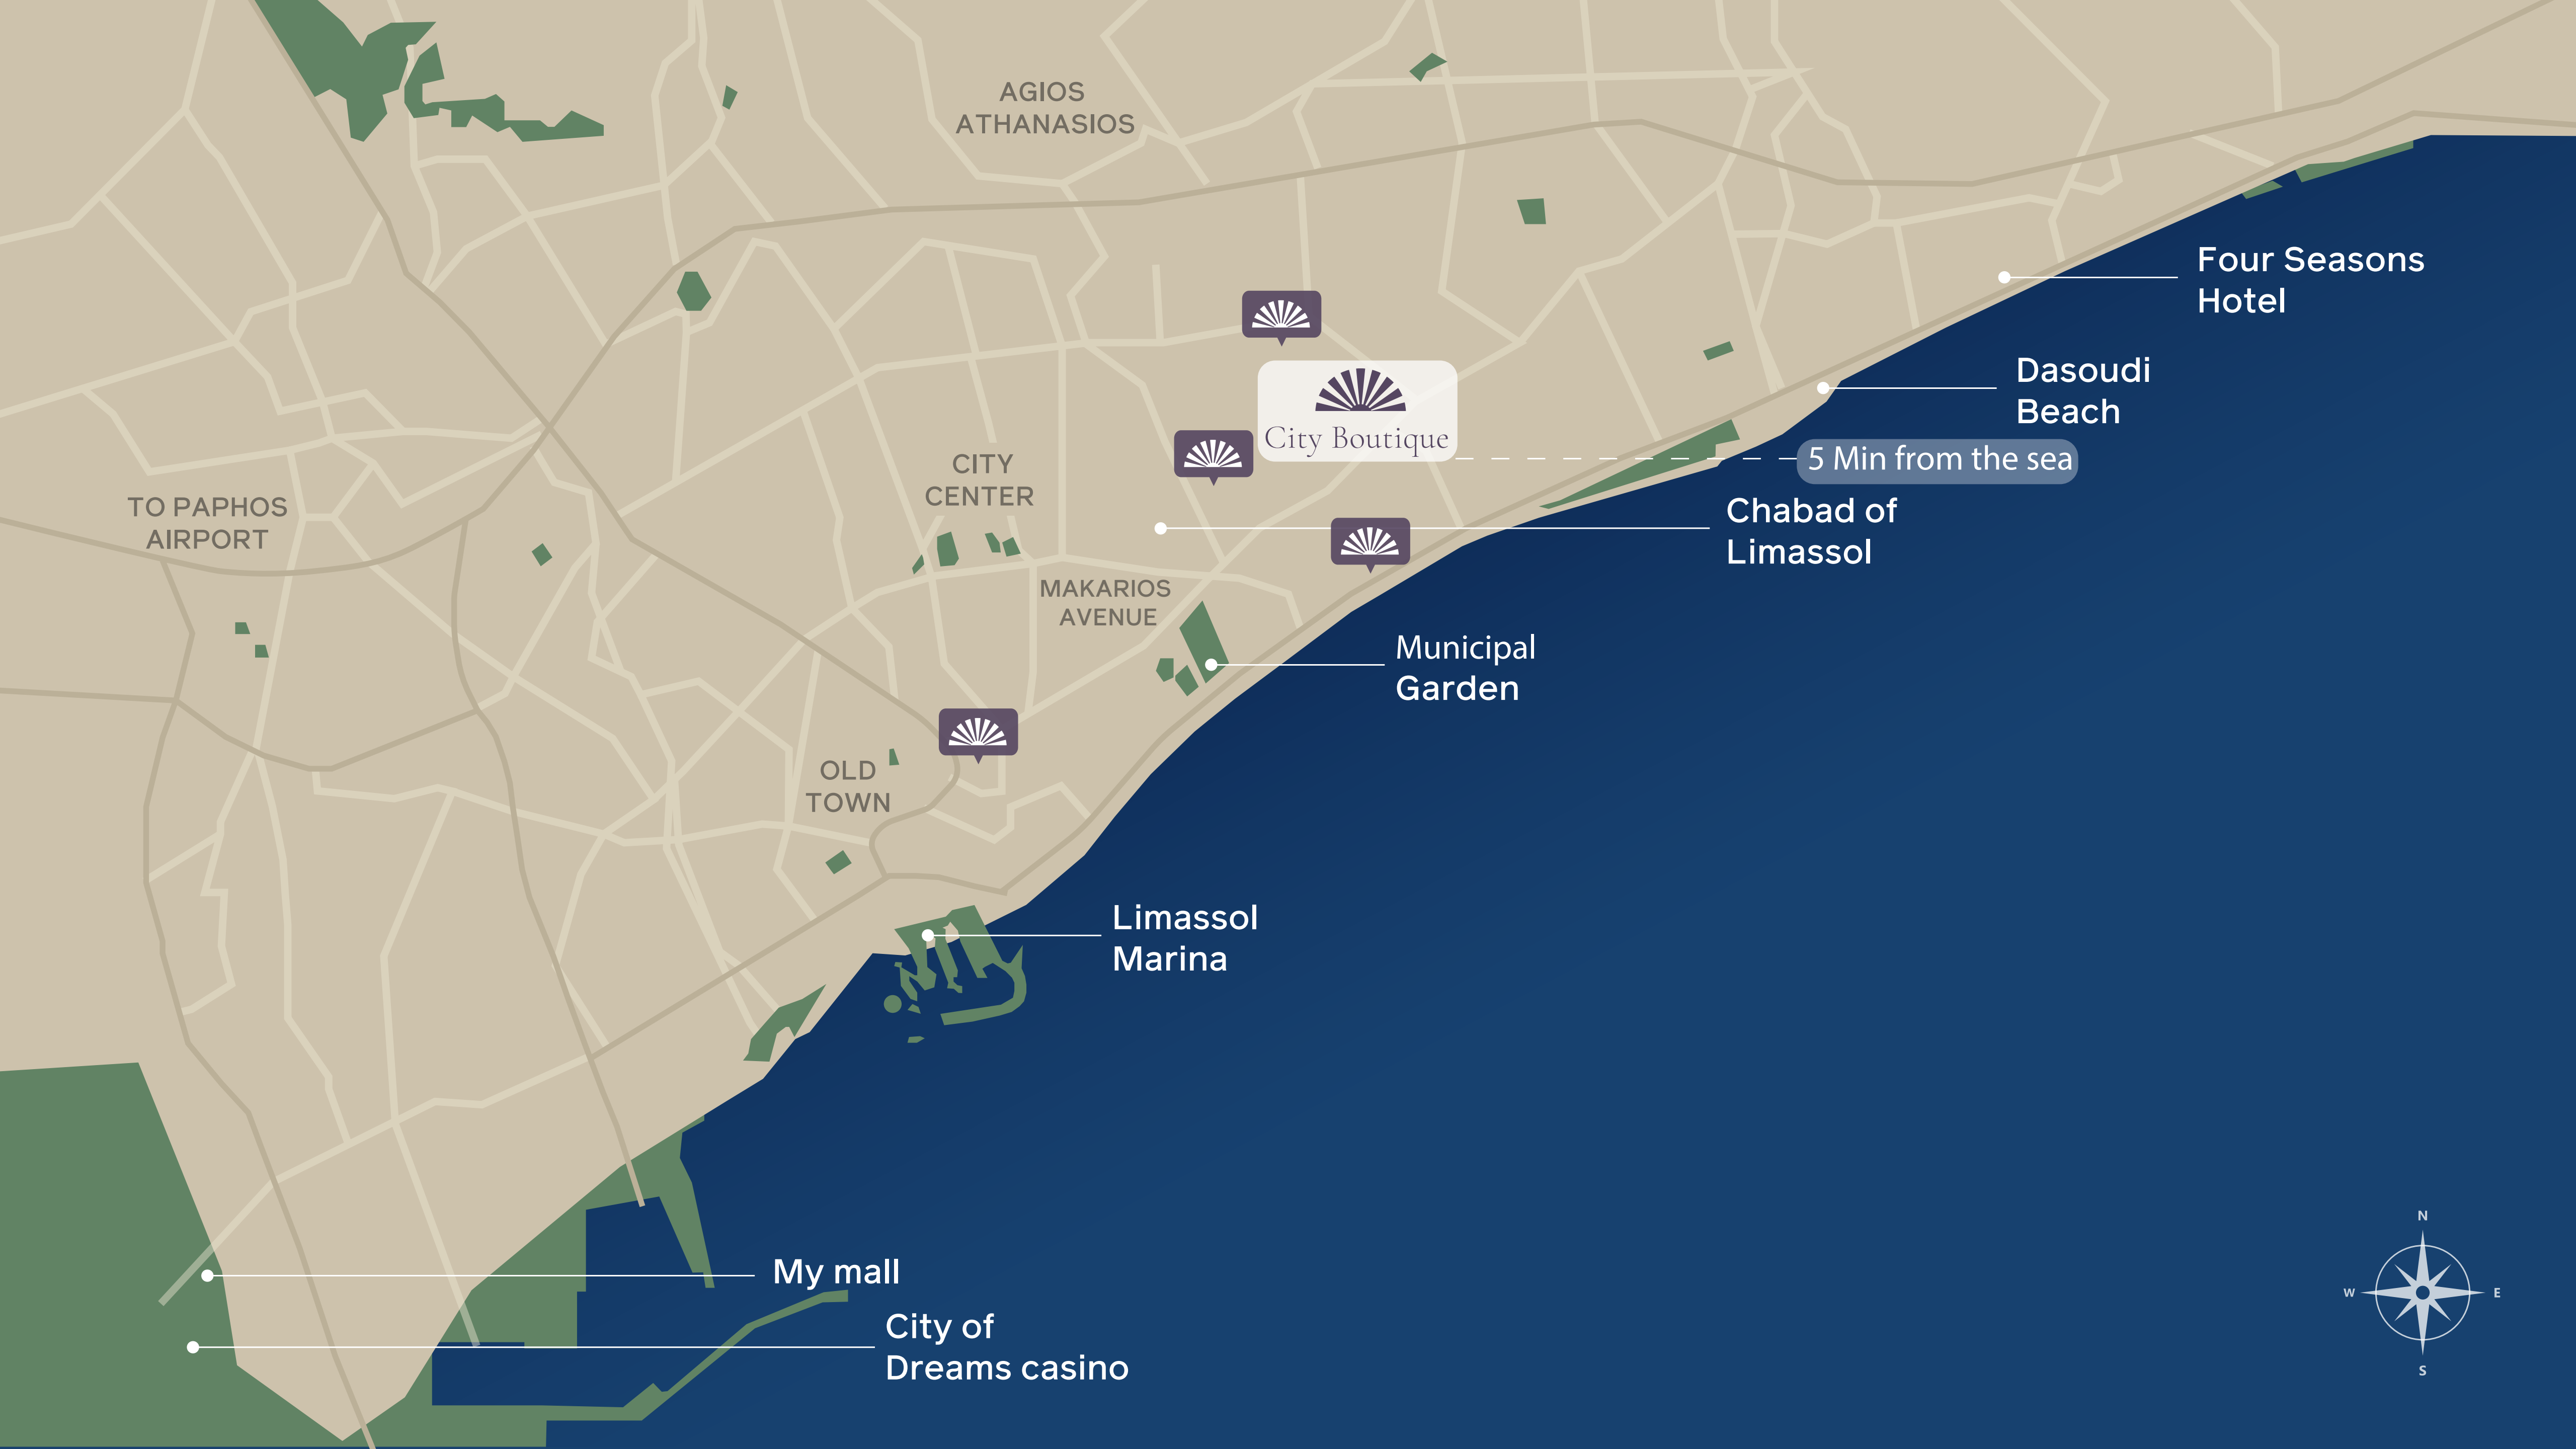 AGIOS
ATHANASIOS
Four Seasons
Hotel
Dasoudi
Beach
City Boutique
5 Min from the sea
CITY
CENTER
TO PAPHOS
AIRPORT
Chabad of
Limassol
MAKARIOS
AVENUE
Municipal
Garden
OLD
TOWN
Limassol
Marina
My mall
City of
Dreams casino
N
W
E
S